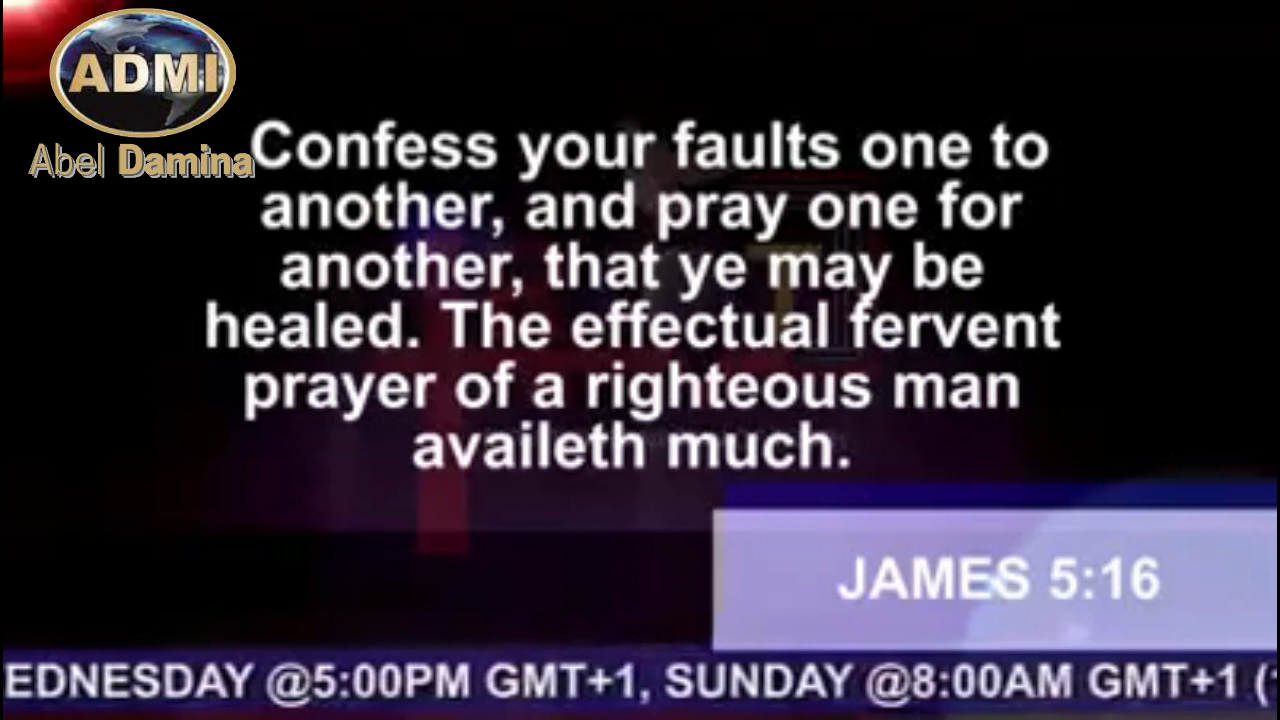 ADMI
Abel Damina
Confess your faults one to
another, and pray one for
another, that ye may be
healed. The effectual fervent
prayer of a righteous man
availeth much.
JAMES 5:16
EDNESDAY @5:00PM GMT+1, SUNDAY @8:00AM GMT+1 (